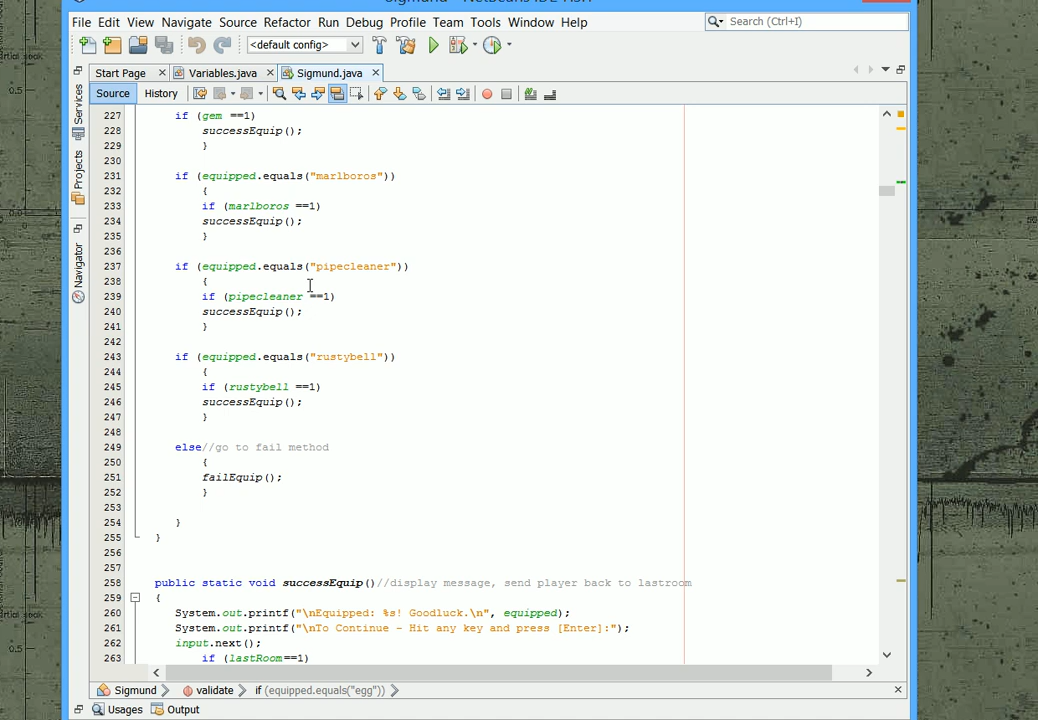 File Edit View Navigate Source Refactor Run Debug Profile Team Tools Window Help Search (Ctrl+I)
<default config>
Start Page Variables.java Sigmund.java
Source History
Services
Projects
Navigator
227 if (gem ==1)
228 successEquip();
229 }
230
231 if (equipped.equals("marlboros"))
232 {
233 if (marlboros ==1)
234 successEquip();
235 }
236
237 if (equipped.equals("pipecleaner"))
238 {
239 if (pipecleaner ==1)
240 successEquip();
241 }
242
243 if (equipped.equals("rustybell"))
244 {
245 if (rustybell ==1)
246 successEquip();
247 }
248
249 else//go to fail method
250 {
251 failEquip();
252 }
253
254 }
255 }
256
257
258 public static void successEquip()//display message, send player back to lastroom
259 {
260 System.out.printf("\nEquipped: %s! Goodluck.\n", equipped);
261 System.out.printf("\nTo Continue - Hit any key and press [Enter]:");
262 input.next();
263 if (lastRoom==1)
Sigmund validate if (equipped.equals("egg"))
Usages Output